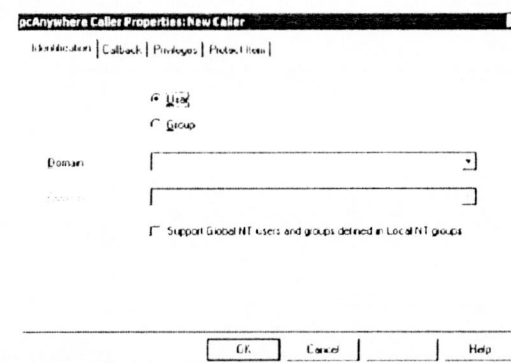 pcAnywhere Caller Properties: New Caller
Identification Callback Privileges Protect Item
User
Group
Domain
Support Global NT users and groups defined in Local NT groups
OK Cancel Help